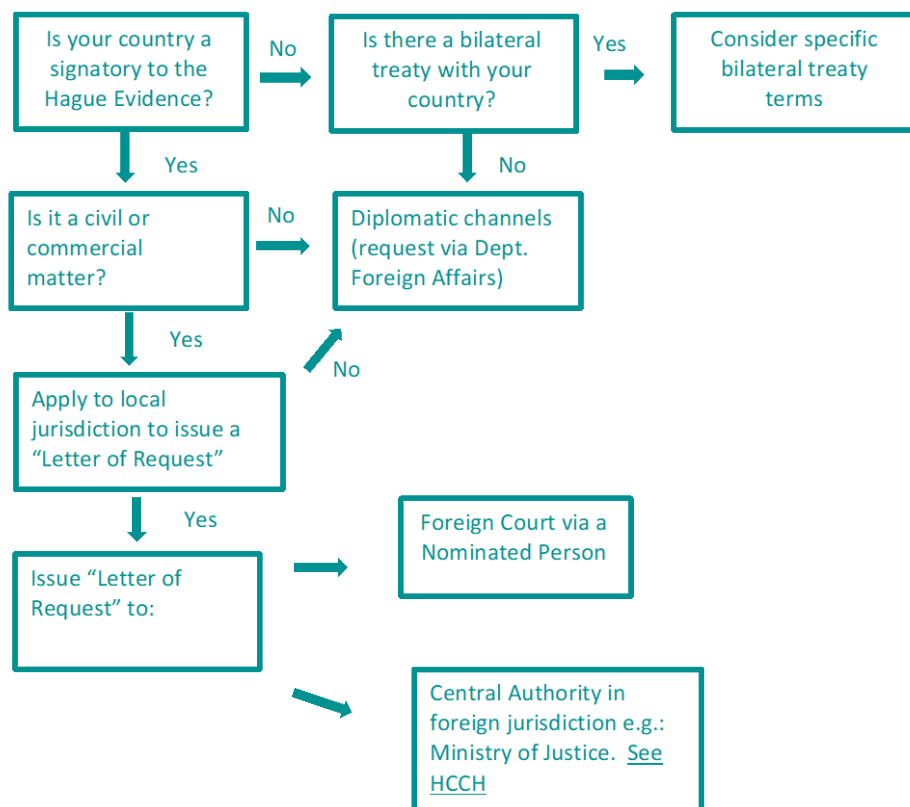 Is your country a
signatory to the
Hague Evidence?
No
Is there a bilateral
treaty with your
country?
Yes
Consider specific
bilateral treaty
terms
Yes
No
Is it a civil or
commercial
matter?
No
Diplomatic channels
(request via Dept.
Foreign Affairs)
Yes
No
Apply to local
jurisdiction to issue a
“Letter of Request”
Yes
Foreign Court via a
Nominated Person
Issue “Letter of
Request” to:
Central Authority in
foreign jurisdiction e.g.:
Ministry of Justice. See
HCCH